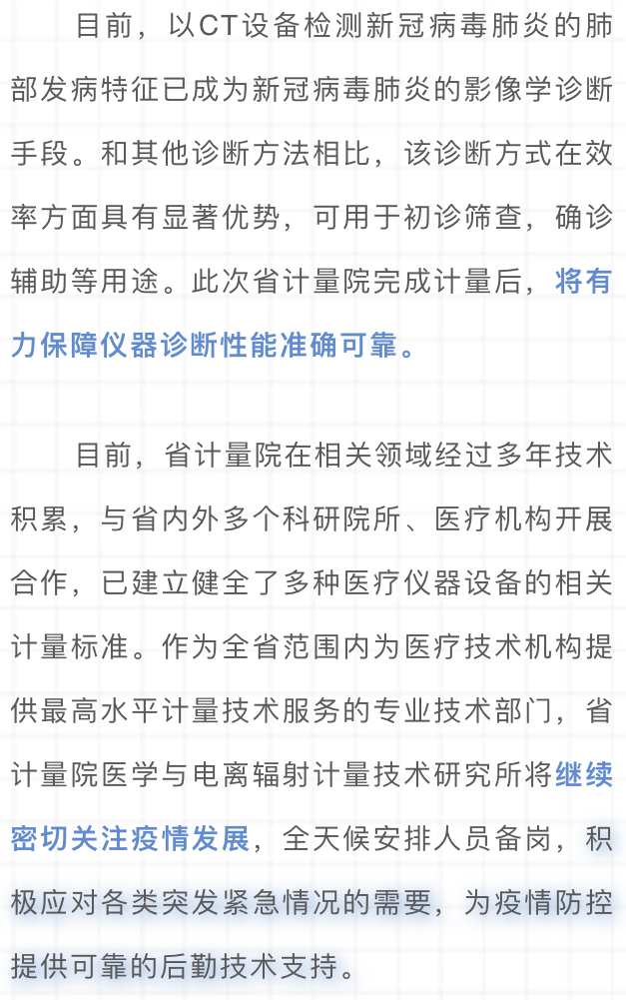 目前，以CT设备检测新冠病毒肺炎的肺
部发病特征已成为新冠病毒肺炎的影像学诊断
手段。和其他诊断方法相比，该诊断方式在效
率方面具有显著优势，可用于初诊筛查，确诊
辅助等用途。此次省计量院完成计量后，将有
力保障仪器诊断性能准确可靠。
目前，省计量院在相关领域经过多年技术
积累，与省内外多个科研院所、医疗机构开展
合作，已建立健全了多种医疗仪器设备的相关
计量标准。作为全省范围内为医疗技术机构提
供最高水平计量技术服务的专业技术部门，省
计量院医学与电离辐射计量技术研究所将继续
密切关注疫情发展，全天候安排人员备岗，积
极应对各类突发紧急情况的需要，为疫情防控
提供可靠的后勤技术支持。